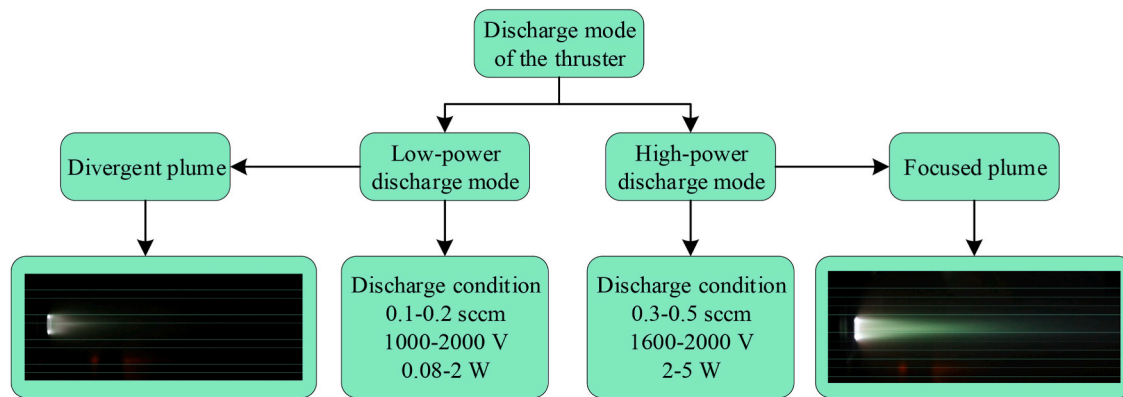 Discharge mode
of the thruster
Divergent plume
Low-power
discharge mode
High-power
discharge mode
Focused plume
Discharge condition
0.1-0.2 sccm
1000-2000 V
0.08-2 W
Discharge condition
0.3-0.5 sccm
1600-2000 V
2-5 W